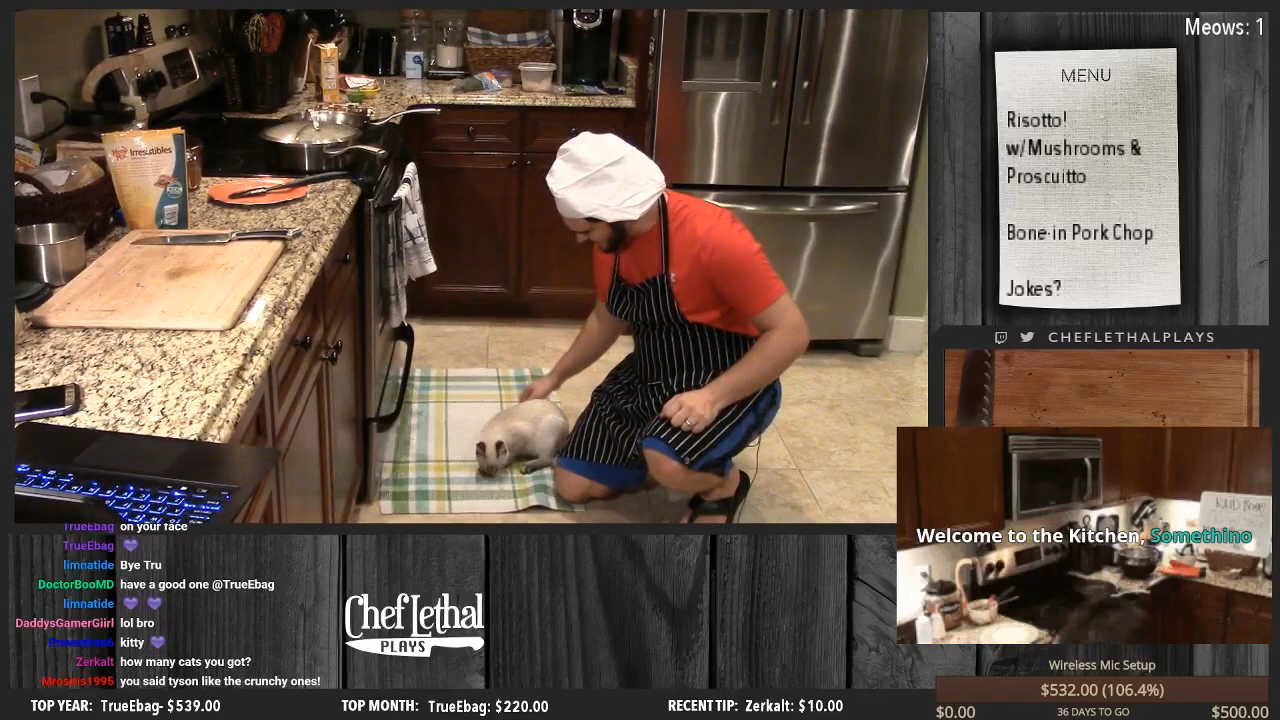 Meows: 1
MENU
Risotto!
w/Mushrooms &
Proscuitto
Bone-in Pork Chop
Jokes?
CHEFLETHALPLAYS
Meow Mix
Irresistibles
Welcome to the Kitchen, Somethino
TrueEbag on your face
TrueEbag
limnatide Bye Tru
DoctorBooMD have a good one @TrueEbag
limnatide
DaddysGamerGiirl lol bro
kitty
Zerkalt how many cats you got?
Mrosiris1995 you said tyson like the crunchy ones!
Chef Lethal
PLAYS
Wireless Mic Setup
$532.00 (106.4%)
$0.00 36 DAYS TO GO $500.00
TOP YEAR: TrueEbag- $539.00 TOP MONTH: TrueEbag: $220.00 RECENT TIP: Zerkalt: $10.00